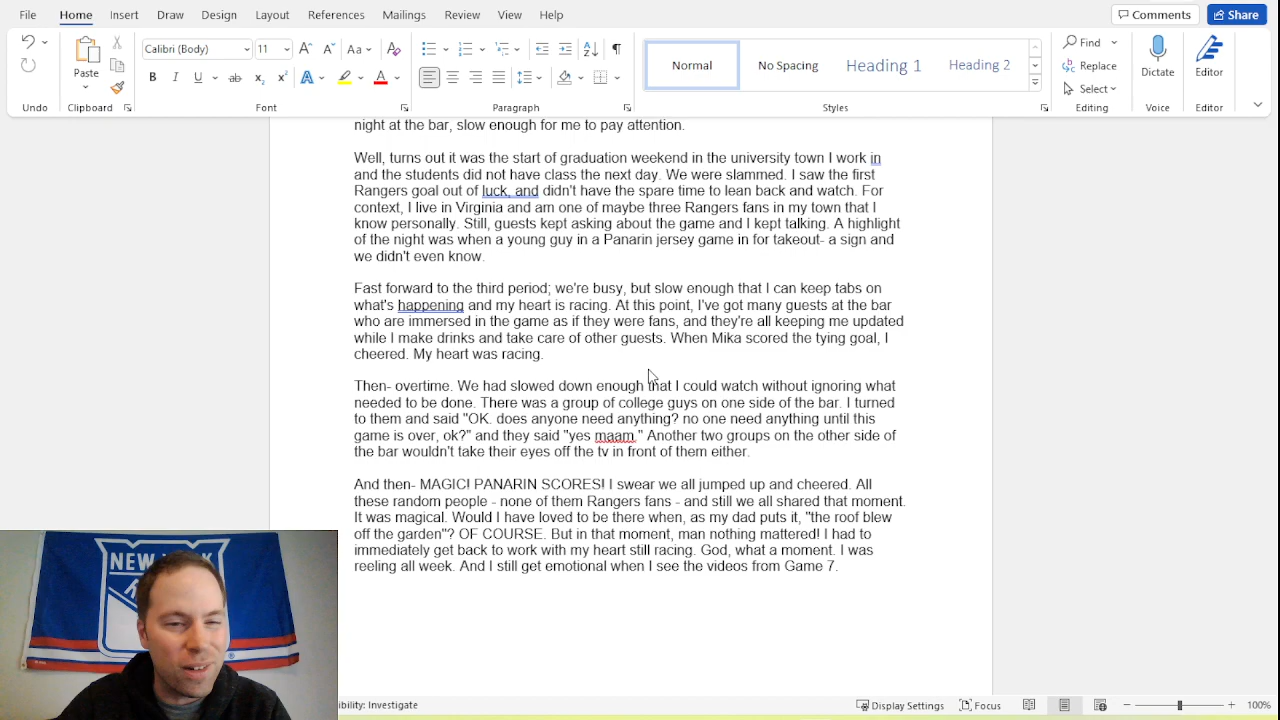 File Home Insert Draw Design Layout References Mailings Review View Help Comments Share
Calibri (Body) 11 Aa Normal No Spacing Heading 1 Heading 2 Find
Paste Replace Dictate Editor
B I U ab x₂ x² A A Select
Undo Clipboard Font Paragraph Styles Editing Voice Editor
night at the bar, slow enough for me to pay attention.
Well, turns out it was the start of graduation weekend in the university town I work in
and the students did not have class the next day. We were slammed. I saw the first
Rangers goal out of luck, and didn't have the spare time to lean back and watch. For
context, I live in Virginia and am one of maybe three Rangers fans in my town that I
know personally. Still, guests kept asking about the game and I kept talking. A highlight
of the night was when a young guy in a Panarin jersey game in for takeout- a sign and
we didn't even know.
Fast forward to the third period; we're busy, but slow enough that I can keep tabs on
what's happening and my heart is racing. At this point, I've got many guests at the bar
who are immersed in the game as if they were fans, and they're all keeping me updated
while I make drinks and take care of other guests. When Mika scored the tying goal, I
cheered. My heart was racing.
Then- overtime. We had slowed down enough that I could watch without ignoring what
needed to be done. There was a group of college guys on one side of the bar. I turned
to them and said "OK. does anyone need anything? no one need anything until this
game is over, ok?" and they said "yes maam." Another two groups on the other side of
the bar wouldn't take their eyes off the tv in front of them either.
And then- MAGIC! PANARIN SCORES! I swear we all jumped up and cheered. All
these random people - none of them Rangers fans - and still we all shared that moment.
It was magical. Would I have loved to be there when, as my dad puts it, "the roof blew
off the garden"? OF COURSE. But in that moment, man nothing mattered! I had to
immediately get back to work with my heart still racing. God, what a moment. I was
reeling all week. And I still get emotional when I see the videos from Game 7.
NEW YORK
ibility: Investigate Display Settings Focus 100%